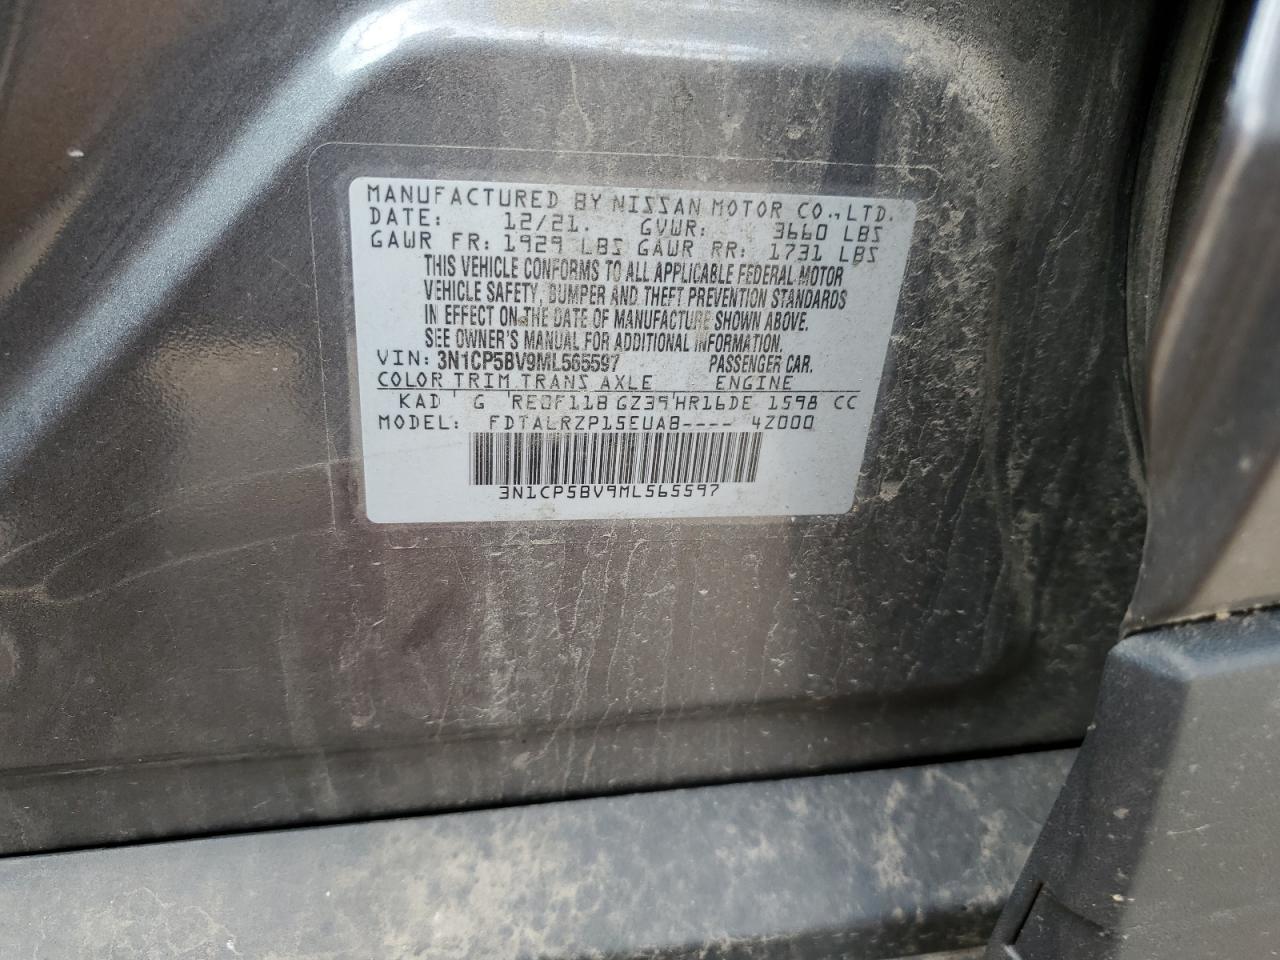 MANUFACTURED BY NISSAN MOTOR CO., LTD.
DATE: 12/21. GVWR: 3660 LBS
GAWR FR: 1929 LBS GAWR RR: 1731 LBS
THIS VEHICLE CONFORMS TO ALL APPLICABLE FEDERAL MOTOR
VEHICLE SAFETY, BUMPER AND THEFT PREVENTION STANDARDS
IN EFFECT ON THE DATE OF MANUFACTURE SHOWN ABOVE.
SEE OWNER'S MANUAL FOR ADDITIONAL INFORMATION.
VIN: 3N1CP5BV9ML565597 PASSENGER CAR.
COLOR TRIM TRANS AXLE ENGINE
KAD G RE0F11B GZ39 HR16DE 1598 CC
MODEL: FDTALRZP15EUAB---- 4Z000
3N1CP5BV9ML565597